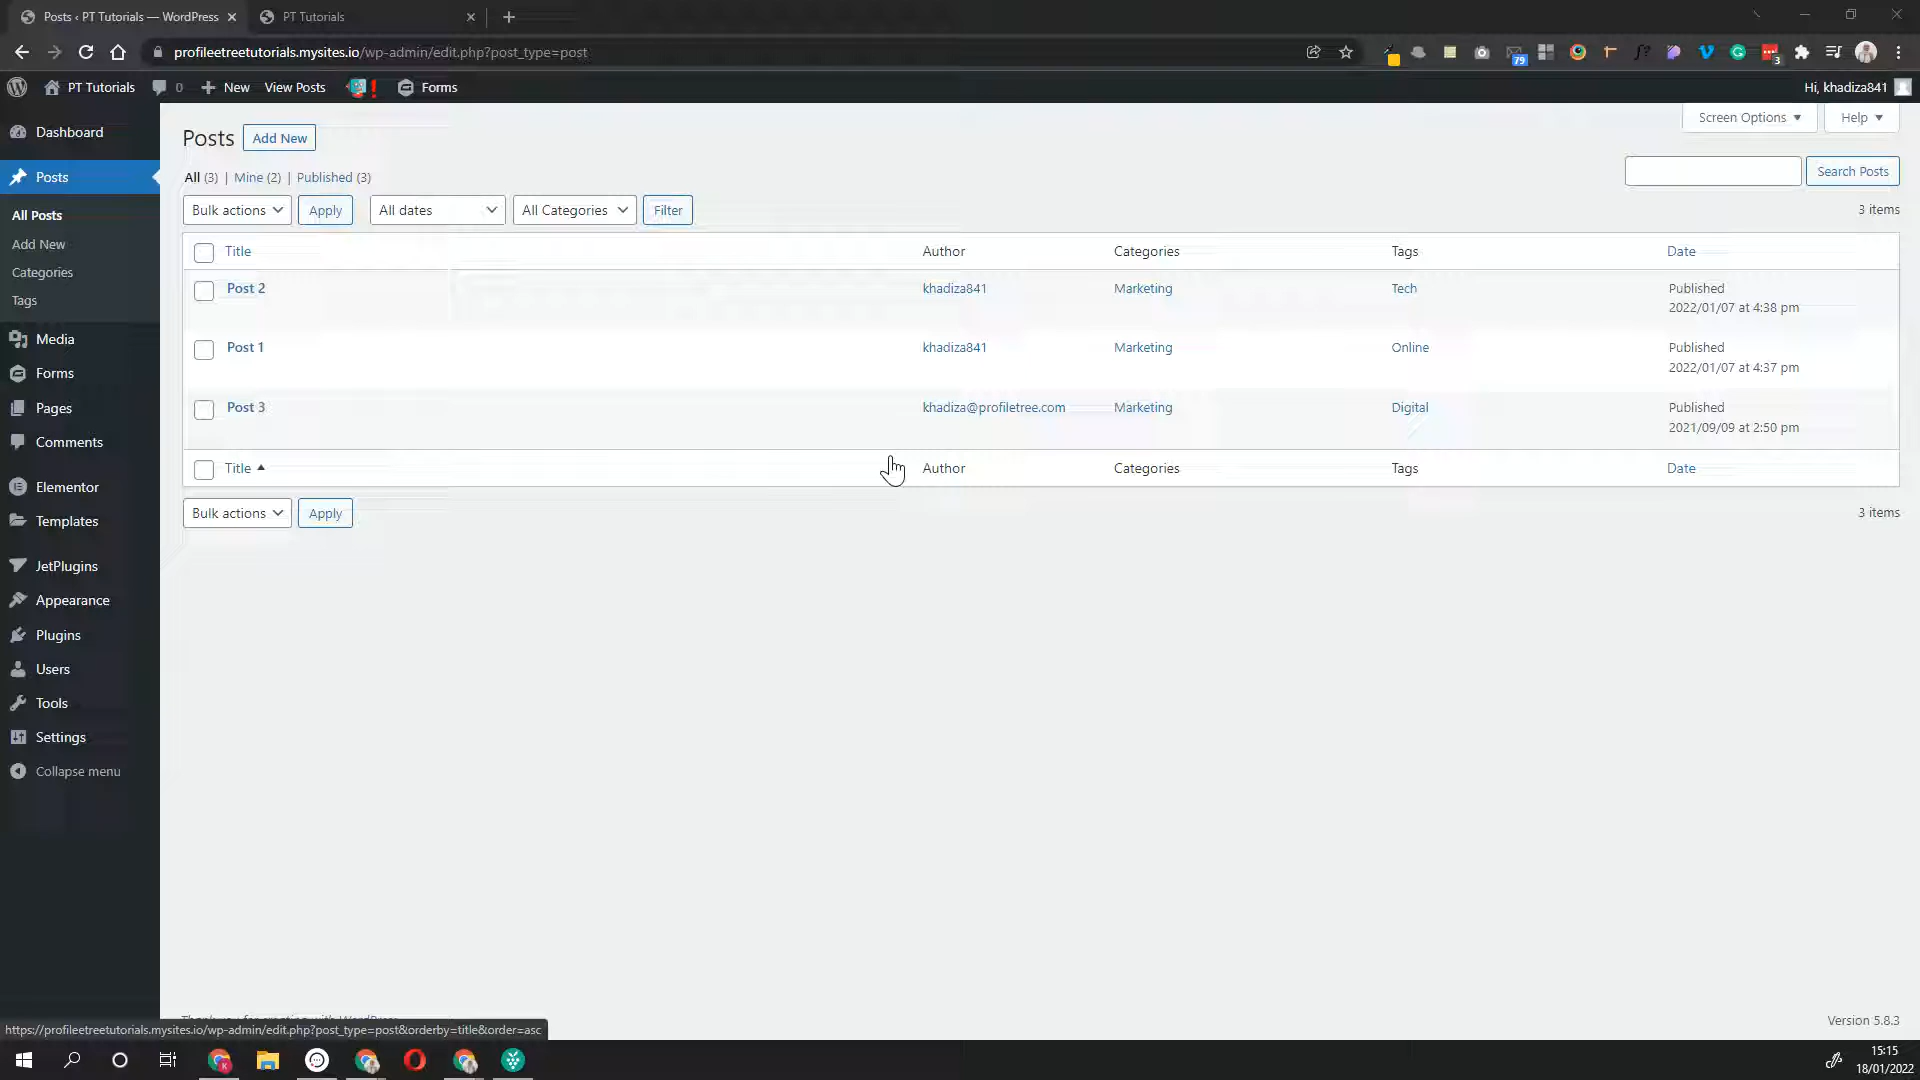 Posts ‹ PT Tutorials — WordPress
PT Tutorials
profileetreetutorials.mysites.io/wp-admin/edit.php?post_type=post
79
3
PT Tutorials
0
New
View Posts
!
Forms
Hi, khadiza841
Dashboard
Posts
All Posts
Add New
Categories
Tags
Media
Forms
Pages
Comments
Elementor
Templates
JetPlugins
Appearance
Plugins
Users
Tools
Settings
Collapse menu
Screen Options
Help
Posts
Add New
All (3) | Mine (2) | Published (3)
Search Posts
Bulk actions
Apply
All dates
All Categories
Filter
3 items
Title Author Categories Tags Date
Post 2 khadiza841 Marketing Tech Published
2022/01/07 at 4:38 pm
Post 1 khadiza841 Marketing Online Published
2022/01/07 at 4:37 pm
Post 3 khadiza@profiletree.com Marketing Digital Published
2021/09/09 at 2:50 pm
Title Author Categories Tags Date
Bulk actions
Apply
3 items
Version 5.8.3
https://profileetreetutorials.mysites.io/wp-admin/edit.php?post_type=post&orderby=title&order=asc
15:15
18/01/2022